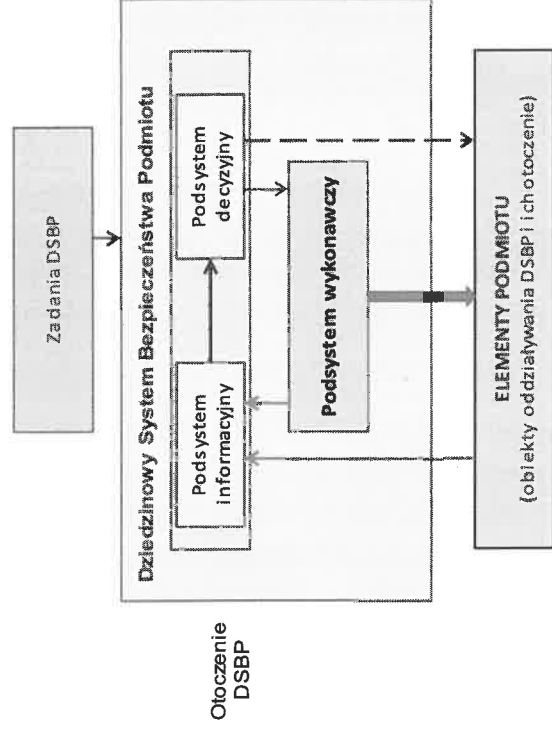 Zadania DSBP
Dziedzinowy System Bezpieczeństwa Podmiotu
Podsystem
informacyjny
Podsystem
decyzyjny
Podsystem wykonawczy
Otoczenie
DSBP
ELEMENTY PODMIOTU
(obiekty oddziaływania DSBP i ich otoczenie)